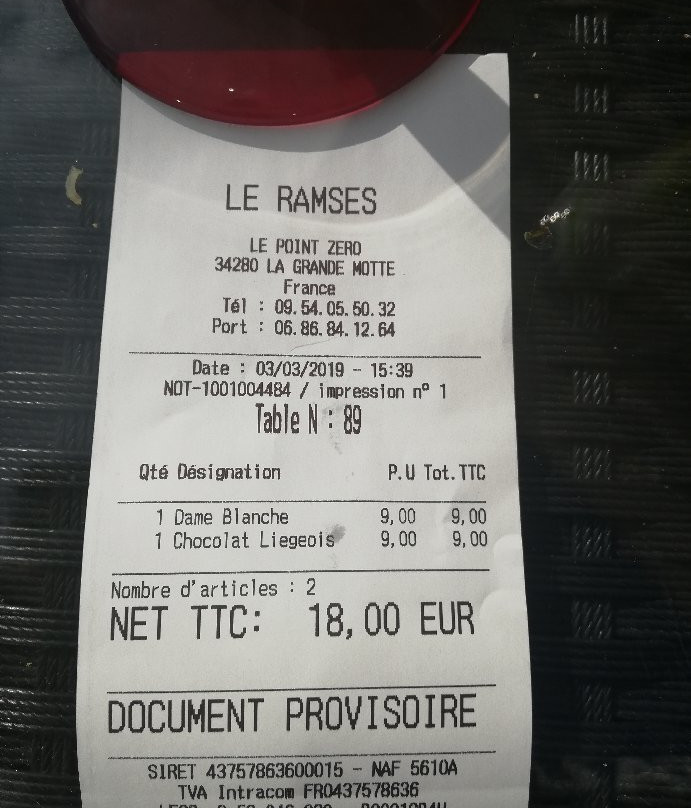 LE RAMSES
LE POINT ZERO
34280 LA GRANDE MOTTE
France
Tél : 09.54.05.50.32
Port : 06.86.84.12.64
Date : 03/03/2019 - 15:39
NOT-1001004484 / impression n° 1
Table N : 89
Qté Désignation P.U Tot.TTC
1 Dame Blanche 9,00 9,00
1 Chocolat Liegeois 9,00 9,00
Nombre d'articles : 2
NET TTC: 18,00 EUR
DOCUMENT PROVISOIRE
SIRET 43757863600015 - NAF 5610A
TVA Intracom FR0437578636